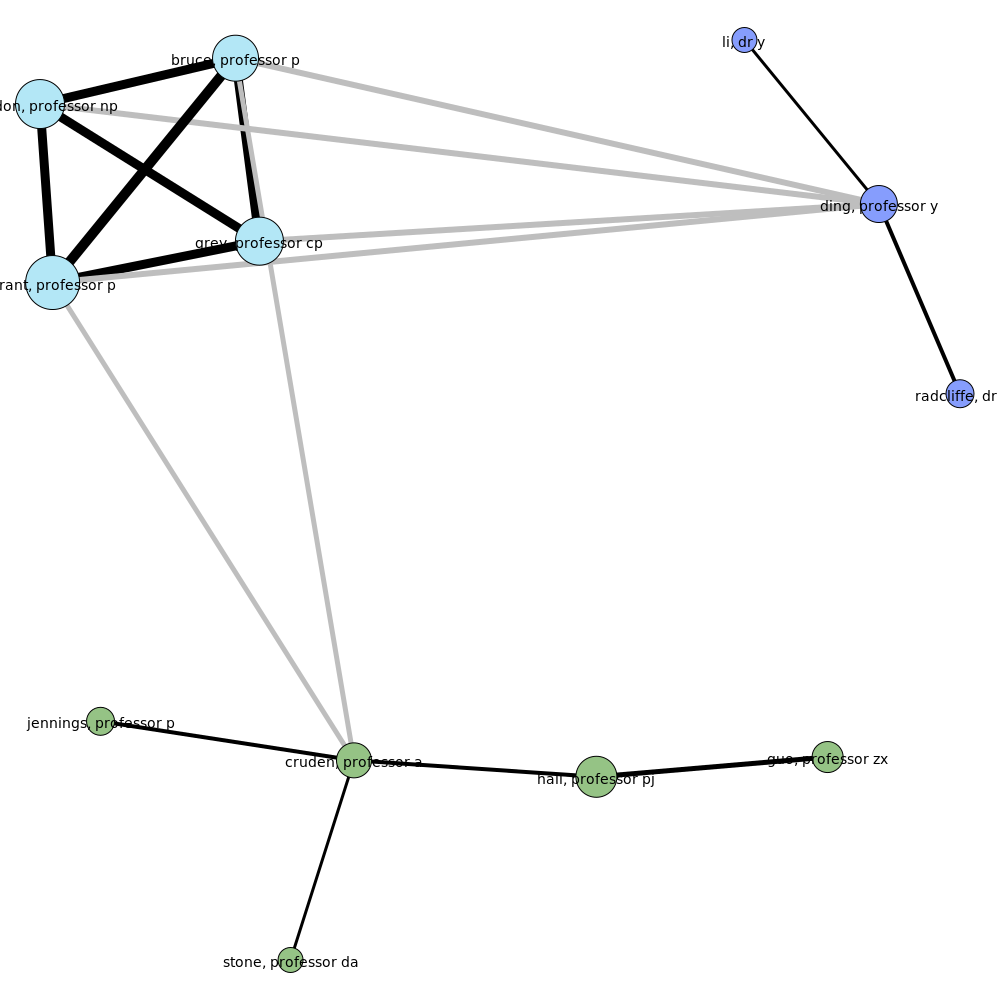 li, dr y
bruce, professor p
don, professor np
ding, professor y
grey, professor cp
rant, professor p
radcliffe, dr
jennings, professor p
cruden, professor a
hall, professor pj
guo, professor zx
stone, professor da